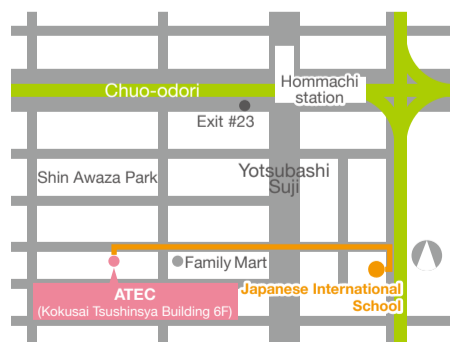 Chuo-odori
Hommachi
station
Exit #23
Yotsubashi
Suji
Shin Awaza Park
Family Mart
Japanese International
School
ATEC
(Kokusai Tsushinsya Building 6F)